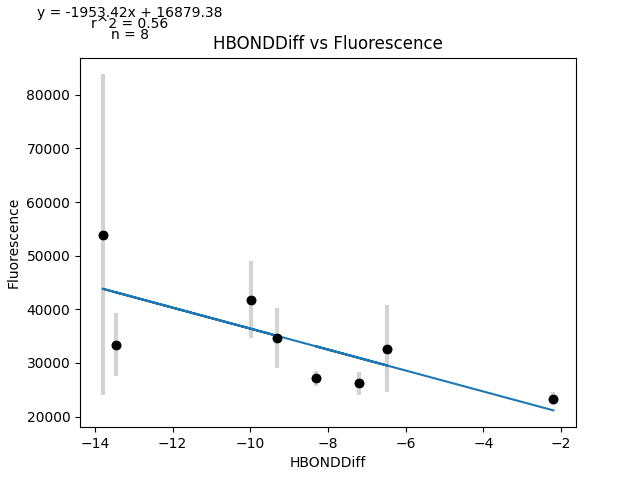 y = -1953.42x + 16879.38
r^2 = 0.56
n = 8
HBONDDiff vs Fluorescence
80000
70000
60000
50000
40000
30000
20000
Fluorescence
−14
−12
−10
−8
−6
−4
−2
HBONDDiff